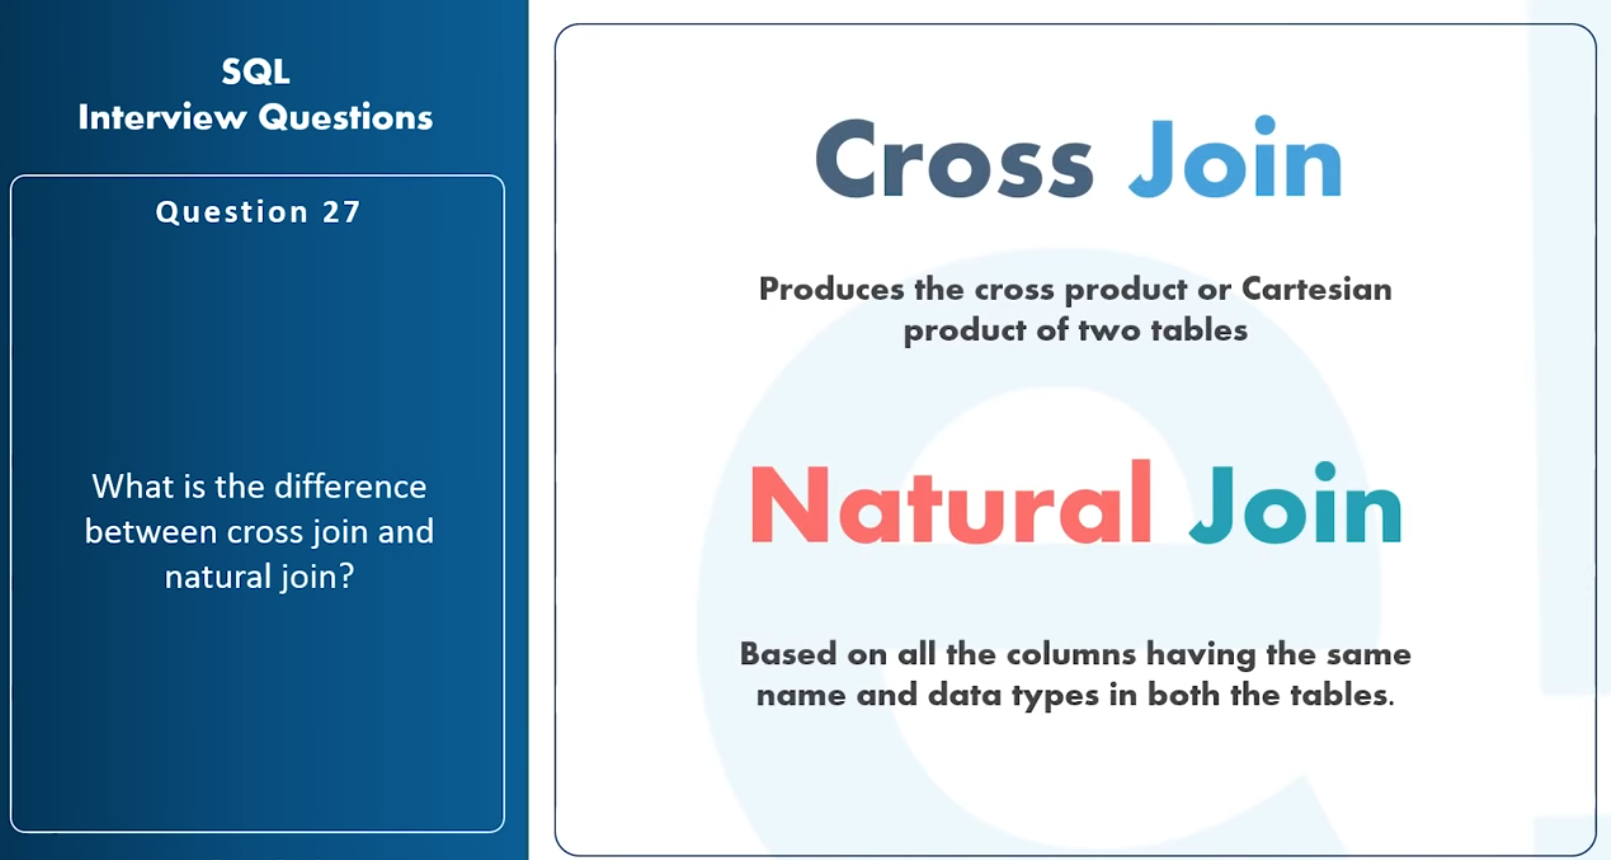 SQL
Interview Questions
Question 27
What is the difference
between cross join and
natural join?
Cross Join
Produces the cross product or Cartesian
product of two tables
Natural Join
Based on all the columns having the same
name and data types in both the tables.